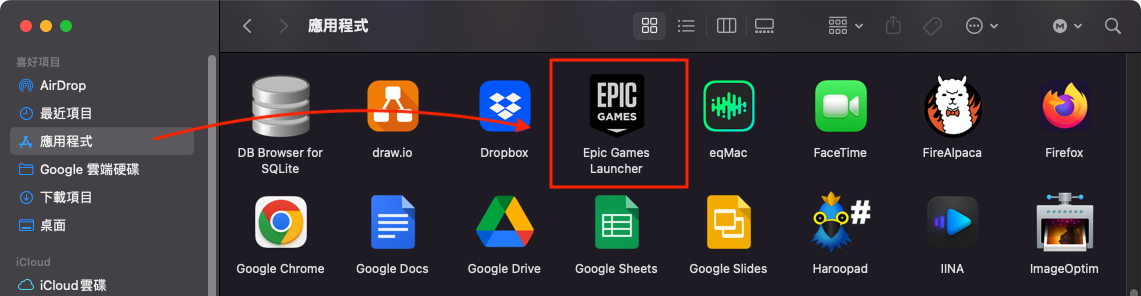 應用程式
喜好項目
AirDrop
最近項目
應用程式
Google 雲端硬碟
下載項目
桌面
iCloud
iCloud雲碟
EPIC
GAMES
DB Browser for
SQLite
draw.io
Dropbox
Epic Games
Launcher
eqMac
FaceTime
FireAlpaca
Firefox
#
Google Chrome
Google Docs
Google Drive
Google Sheets
Google Slides
Haroopad
IINA
ImageOptim